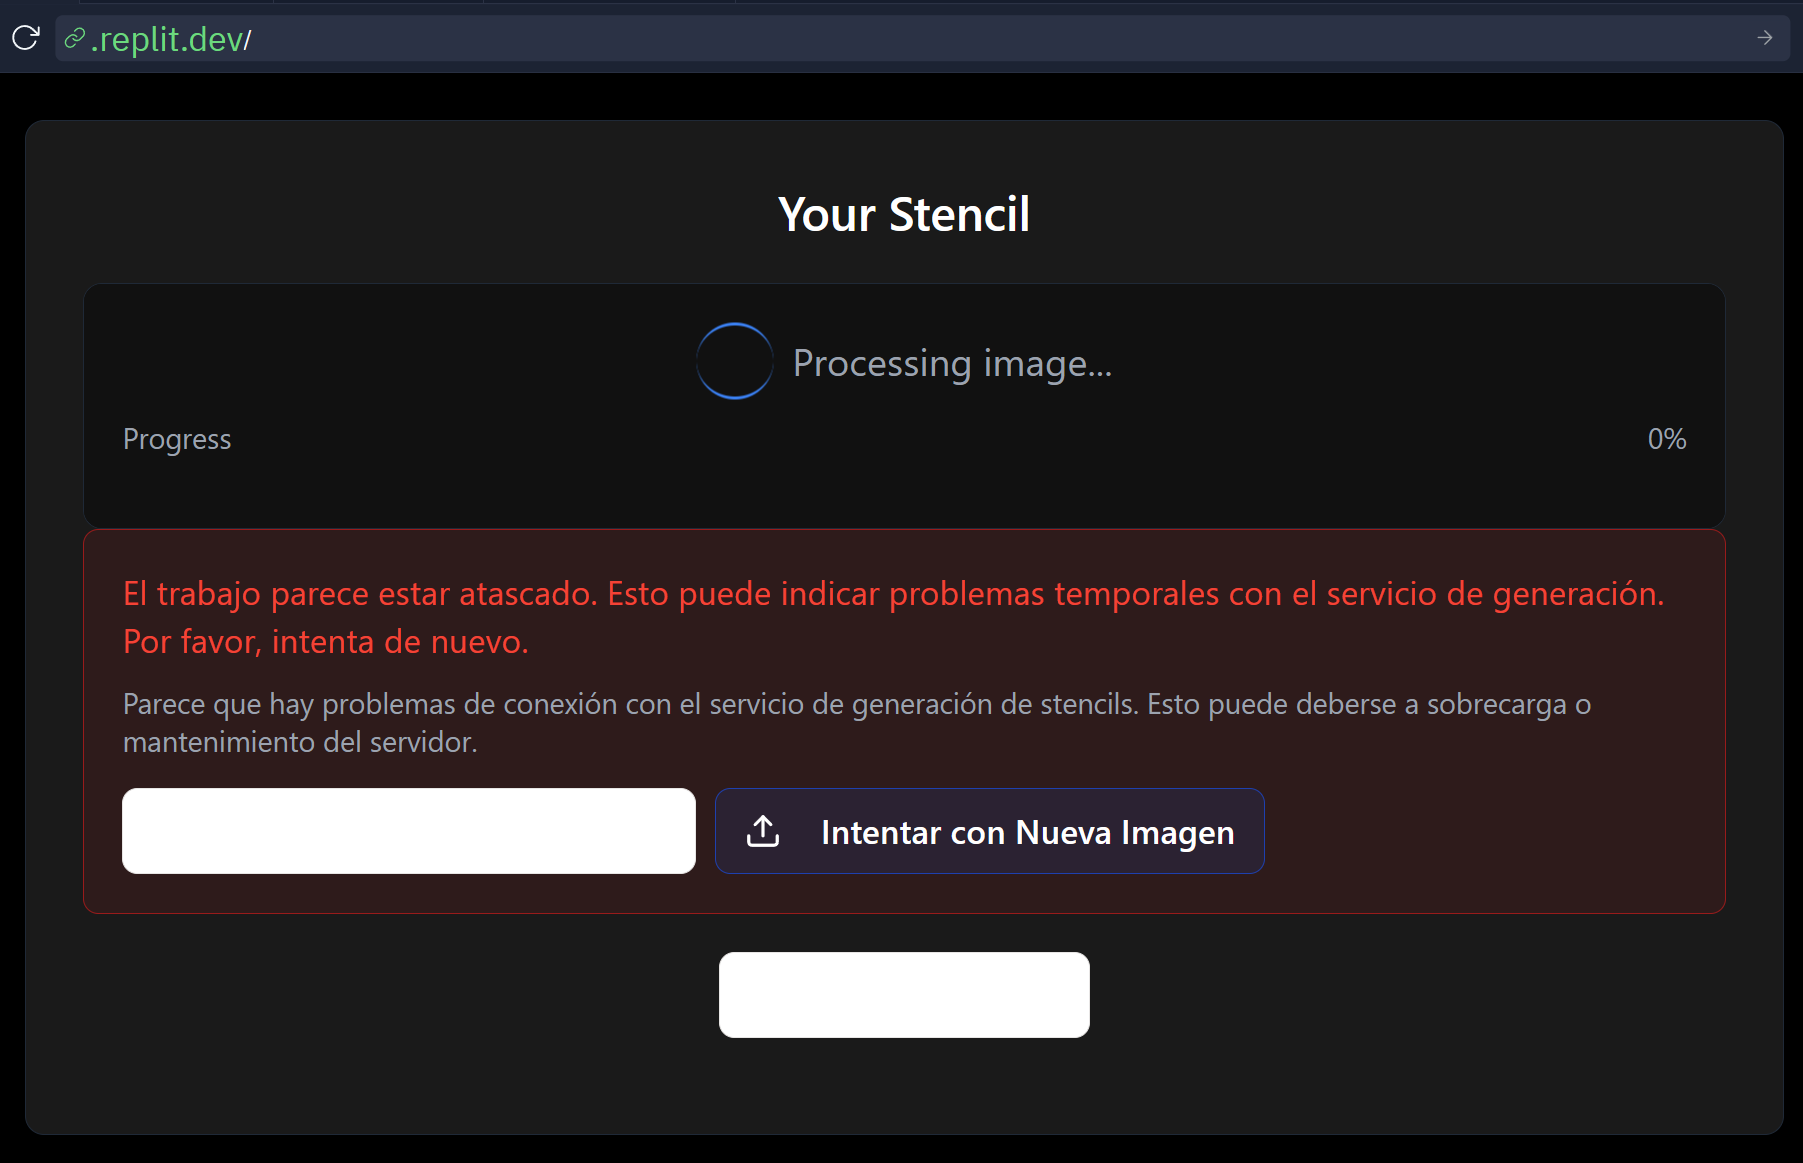 .replit.dev/
Your Stencil
Processing image...
Progress
0%
El trabajo parece estar atascado. Esto puede indicar problemas temporales con el servicio de generación.
Por favor, intenta de nuevo.
Parece que hay problemas de conexión con el servicio de generación de stencils. Esto puede deberse a sobrecarga o
mantenimiento del servidor.
Intentar con Nueva Imagen